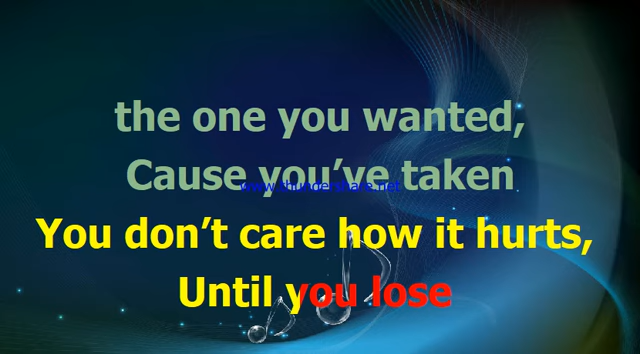 the one you wanted,
Cause you’ve taken
www.thundershare.net
You don’t care how it hurts,
Until you lose